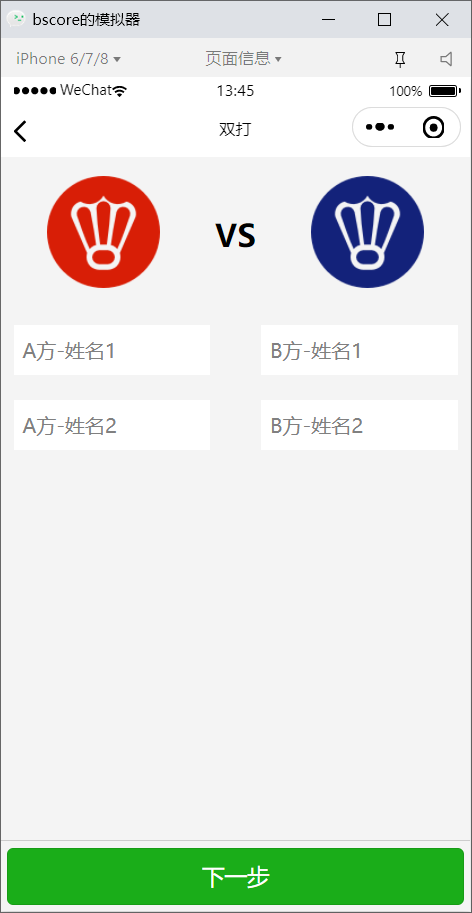 bscore的模拟器
iPhone 6/7/8 页面信息
WeChat 13:45 100%
双打
VS
A方-姓名1 B方-姓名1
A方-姓名2 B方-姓名2
下一步